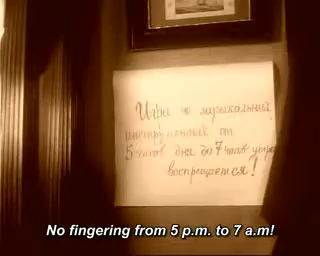 Игра на музыкальных
инструментах от
5 часов дня до 7 часов утра
воспрещается!
No fingering from 5 p.m. to 7 a.m!